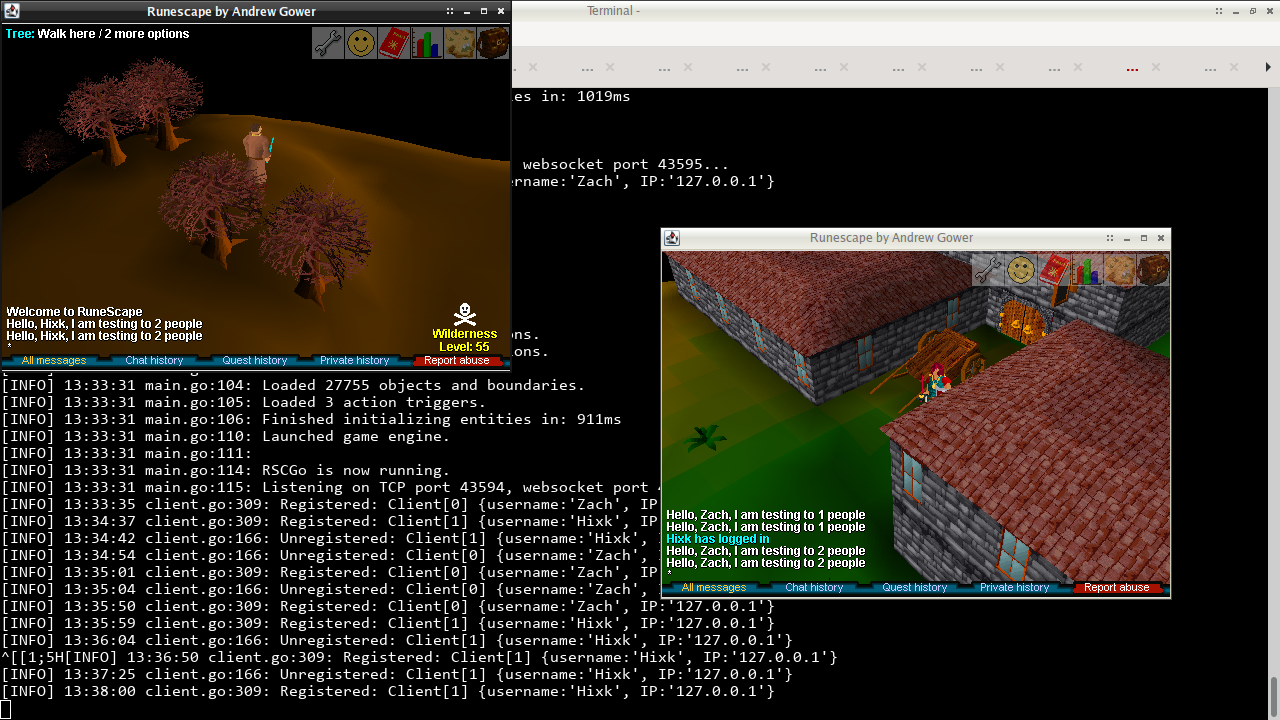 Runescape by Andrew Gower
Tree: Walk here / 2 more options
Welcome to RuneScape
Hello, Hixk, I am testing to 2 people
Hello, Hixk, I am testing to 2 people
*
Wilderness
Level: 55
All messages
Chat history
Quest history
Private history
Report abuse
Terminal -
... ... ... ... ... ... ... ... ...
es in: 1019ms
websocket port 43595...
ername:'Zach', IP:'127.0.0.1'}
ons.
ions.
[INFO] 13:33:31 main.go:104: Loaded 27755 objects and boundaries.
[INFO] 13:33:31 main.go:105: Loaded 3 action triggers.
[INFO] 13:33:31 main.go:106: Finished initializing entities in: 911ms
[INFO] 13:33:31 main.go:110: Launched game engine.
[INFO] 13:33:31 main.go:111:
[INFO] 13:33:31 main.go:114: RSCGo is now running.
[INFO] 13:33:31 main.go:115: Listening on TCP port 43594, websocket port
[INFO] 13:33:35 client.go:309: Registered: Client[0] {username:'Zach', IP
[INFO] 13:34:37 client.go:309: Registered: Client[1] {username:'Hixk', IP
[INFO] 13:34:42 client.go:166: Unregistered: Client[1] {username:'Hixk',
[INFO] 13:34:54 client.go:166: Unregistered: Client[0] {username:'Zach',
[INFO] 13:35:01 client.go:309: Registered: Client[0] {username:'Zach', IP
[INFO] 13:35:04 client.go:166: Unregistered: Client[0] {username:'Zach',
[INFO] 13:35:50 client.go:309: Registered: Client[0] {username:'Zach', IP:'127.0.0.1'}
[INFO] 13:35:59 client.go:309: Registered: Client[1] {username:'Hixk', IP:'127.0.0.1'}
[INFO] 13:36:04 client.go:166: Unregistered: Client[1] {username:'Hixk', IP:'127.0.0.1'}
^[[1;5H[INFO] 13:36:50 client.go:309: Registered: Client[1] {username:'Hixk', IP:'127.0.0.1'}
[INFO] 13:37:25 client.go:166: Unregistered: Client[1] {username:'Hixk', IP:'127.0.0.1'}
[INFO] 13:38:00 client.go:309: Registered: Client[1] {username:'Hixk', IP:'127.0.0.1'}
Runescape by Andrew Gower
Hello, Zach, I am testing to 1 people
Hello, Zach, I am testing to 1 people
Hixk has logged in
Hello, Zach, I am testing to 2 people
Hello, Zach, I am testing to 2 people
*
All messages
Chat history
Quest history
Private history
Report abuse